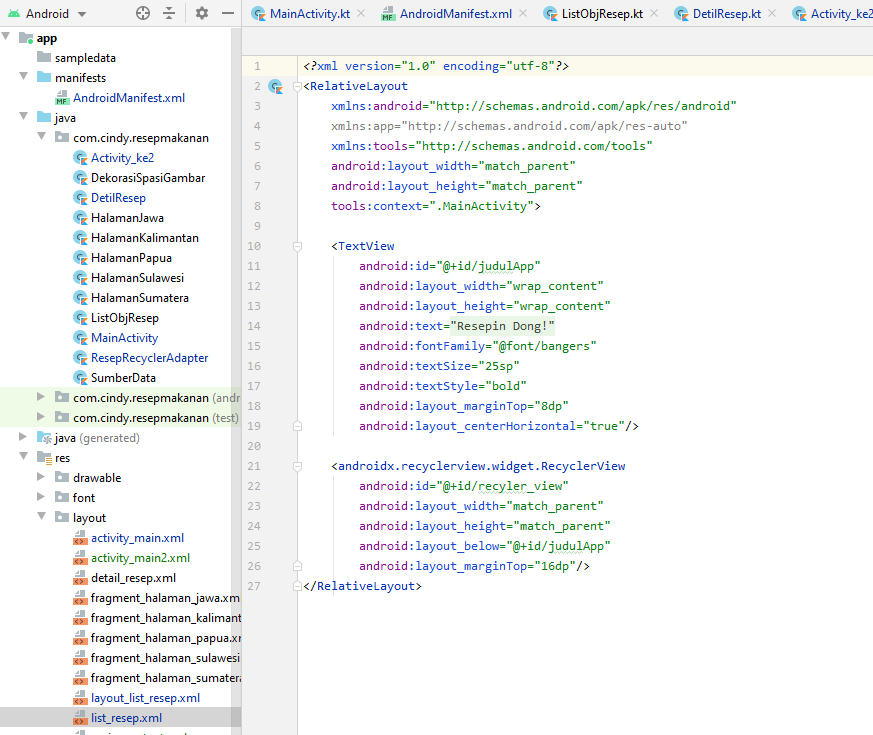 Android
MainActivity.kt
AndroidManifest.xml
ListObjResep.kt
DetilResep.kt
Activity_ke2
app
sampledata
manifests
AndroidManifest.xml
java
com.cindy.resepmakanan
Activity_ke2
DekorasiSpasiGambar
DetilResep
HalamanJawa
HalamanKalimantan
HalamanPapua
HalamanSulawesi
HalamanSumatera
ListObjResep
MainActivity
ResepRecyclerAdapter
SumberData
com.cindy.resepmakanan (andr
com.cindy.resepmakanan (test)
java (generated)
res
drawable
font
layout
activity_main.xml
activity_main2.xml
detail_resep.xml
fragment_halaman_jawa.xm
fragment_halaman_kalimant
fragment_halaman_papua.xr
fragment_halaman_sulawesi
fragment_halaman_sumatera
layout_list_resep.xml
list_resep.xml
1 <?xml version="1.0" encoding="utf-8"?>
2 <RelativeLayout
3 xmlns:android="http://schemas.android.com/apk/res/android"
4 xmlns:app="http://schemas.android.com/apk/res-auto"
5 xmlns:tools="http://schemas.android.com/tools"
6 android:layout_width="match_parent"
7 android:layout_height="match_parent"
8 tools:context=".MainActivity">
9
10 <TextView
11 android:id="@+id/judulApp"
12 android:layout_width="wrap_content"
13 android:layout_height="wrap_content"
14 android:text="Resepin Dong!"
15 android:fontFamily="@font/bangers"
16 android:textSize="25sp"
17 android:textStyle="bold"
18 android:layout_marginTop="8dp"
19 android:layout_centerHorizontal="true"/>
20
21 <androidx.recyclerview.widget.RecyclerView
22 android:id="@+id/recyler_view"
23 android:layout_width="match_parent"
24 android:layout_height="match_parent"
25 android:layout_below="@+id/judulApp"
26 android:layout_marginTop="16dp"/>
27 </RelativeLayout>